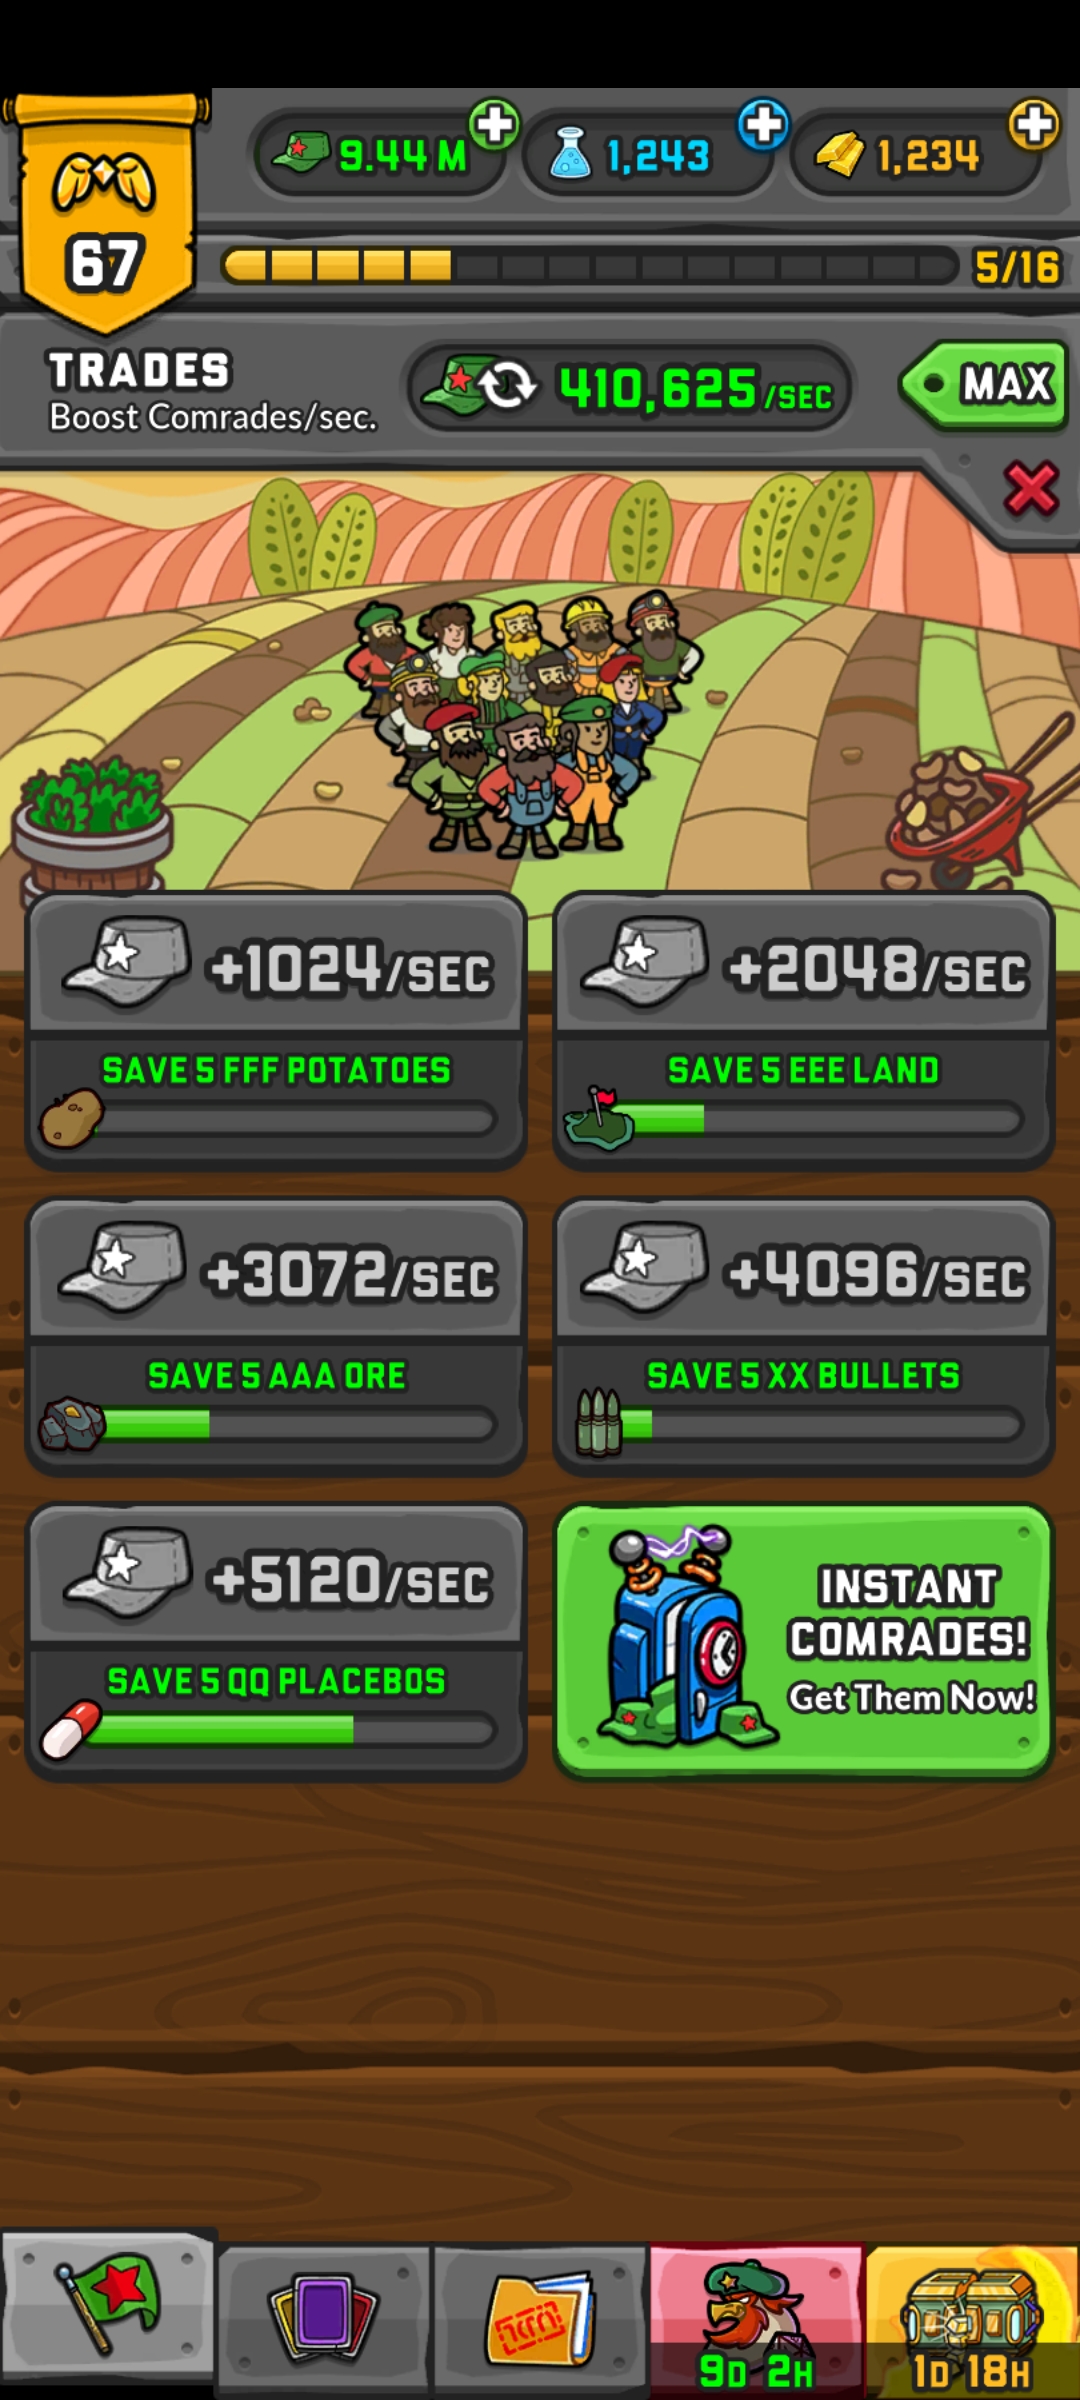 9.44 M
1,243
1,234
67
5/16
TRADES
Boost Comrades/sec.
410,625/SEC
MAX
+1024/SEC
SAVE 5 FFF POTATOES
+2048/SEC
SAVE 5 EEE LAND
+3072/SEC
SAVE 5 AAA ORE
+4096/SEC
SAVE 5 XX BULLETS
+5120/SEC
SAVE 5 QQ PLACEBOS
INSTANT
COMRADES!
Get Them Now!
9D 2H
1D 18H